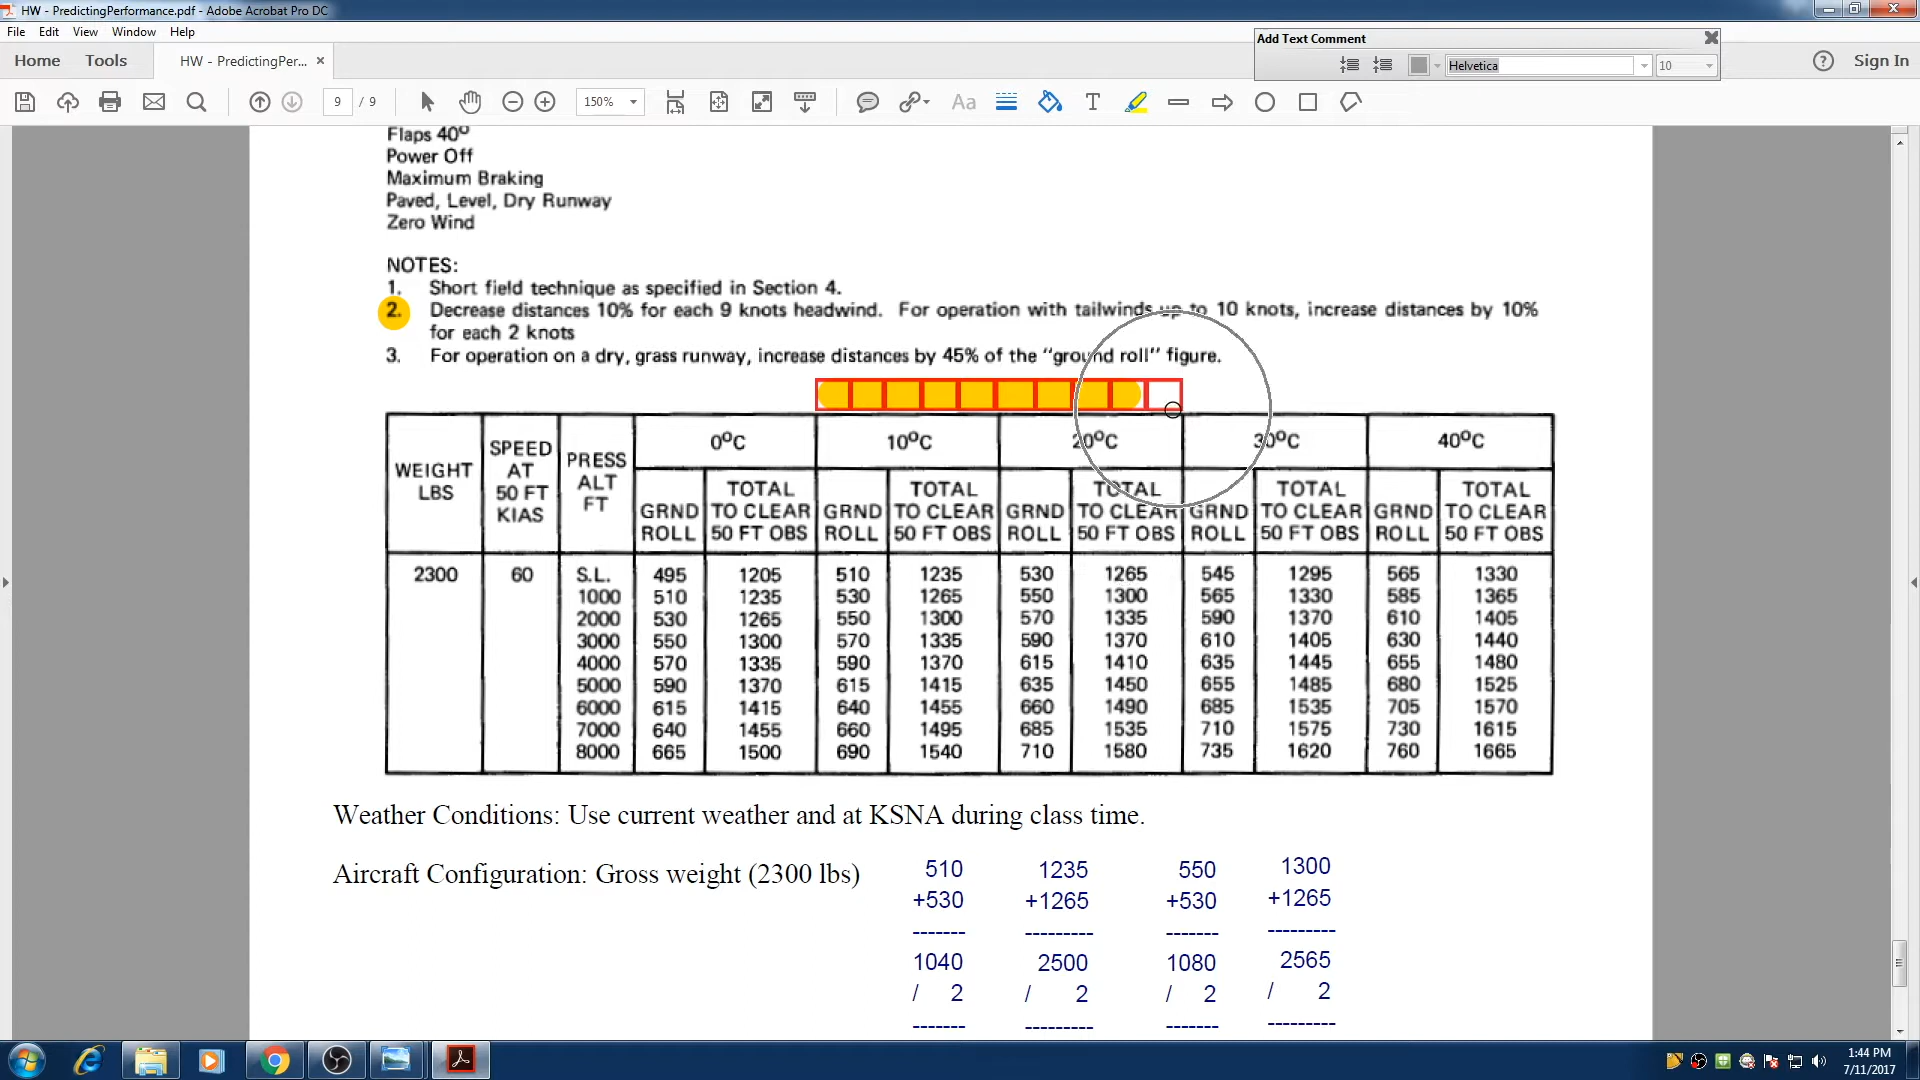 HW - PredictingPerformance.pdf - Adobe Acrobat Pro DC
File Edit View Window Help
Home Tools HW - PredictingPer... × Sign In
Add Text Comment
Helvetica 10
9 / 9 150%
Flaps 40°
Power Off
Maximum Braking
Paved, Level, Dry Runway
Zero Wind
NOTES:
1. Short field technique as specified in Section 4.
2. Decrease distances 10% for each 9 knots headwind. For operation with tailwinds up to 10 knots, increase distances by 10%
for each 2 knots
3. For operation on a dry, grass runway, increase distances by 45% of the "ground roll" figure.
WEIGHT LBS SPEED AT 50 FT KIAS PRESS ALT FT 0°C 10°C 20°C 30°C 40°C
GRND ROLL TOTAL TO CLEAR 50 FT OBS GRND ROLL TOTAL TO CLEAR 50 FT OBS GRND ROLL TOTAL TO CLEAR 50 FT OBS GRND ROLL TOTAL TO CLEAR 50 FT OBS GRND ROLL TOTAL TO CLEAR 50 FT OBS
2300 60 S.L. 495 1205 510 1235 530 1265 545 1295 565 1330
1000 510 1235 530 1265 550 1300 565 1330 585 1365
2000 530 1265 550 1300 570 1335 590 1370 610 1405
3000 550 1300 570 1335 590 1370 610 1405 630 1440
4000 570 1335 590 1370 615 1410 635 1445 655 1480
5000 590 1370 615 1415 635 1450 655 1485 680 1525
6000 615 1415 640 1455 660 1490 685 1535 705 1570
7000 640 1455 660 1495 685 1535 710 1575 730 1615
8000 665 1500 690 1540 710 1580 735 1620 760 1665
Weather Conditions: Use current weather and at KSNA during class time.
Aircraft Configuration: Gross weight (2300 lbs)
510 1235 550 1300
+530 +1265 +530 +1265
------- --------- ------- ---------
1040 2500 1080 2565
/ 2 / 2 / 2 / 2
------- --------- ------- ---------
1:44 PM
7/11/2017